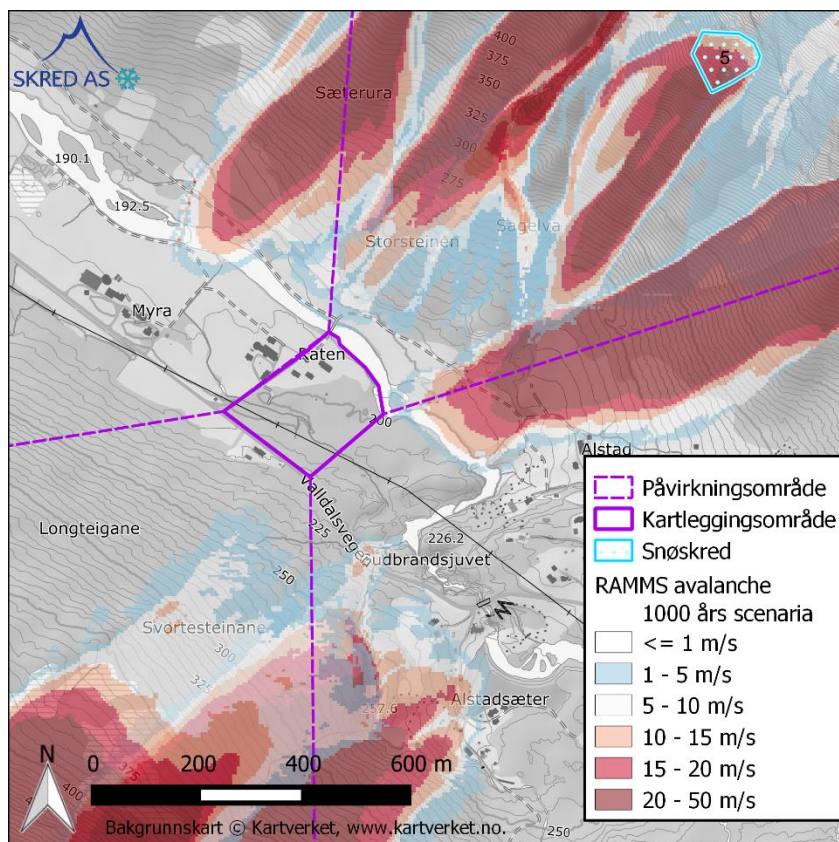 SKRED AS
400
375
350
325
300
275
Sæterura
5
190.1
192.5
Storsteinen
Sagelva
Myra
Raten
200
Alstad
Valldalsvegen
Longteigane
225
226.2
Gudbrandsjuvet
250
Svortesteinane
300
325
257.6
Alstadsæter
250
Påvirkningsområde
Kartleggingsområde
Snøskred
RAMMS avalanche
1000 års scenaria
<= 1 m/s
1 - 5 m/s
5 - 10 m/s
10 - 15 m/s
15 - 20 m/s
20 - 50 m/s
N
0 200 400 600 m
Bakgrunnskart © Kartverket, www.kartverket.no.